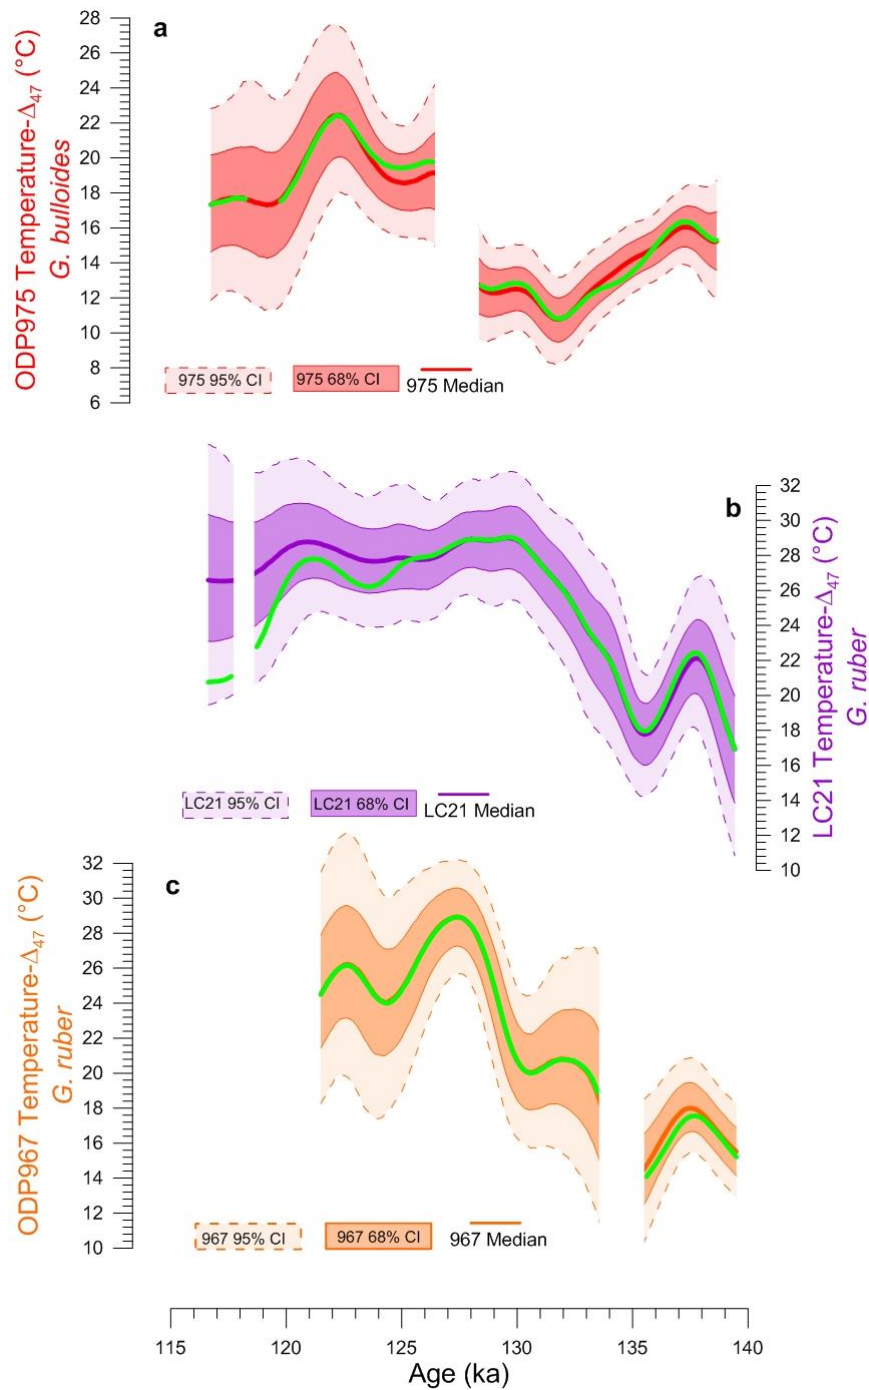 a
28
26
24
22
20
18
16
14
12
10
8
6
ODP975 Temperature-Δ47 (°C)
G. bulloides
975 95% CI
975 68% CI
975 Median
b
32
30
28
26
24
22
20
18
16
14
12
10
LC21 Temperature-Δ47 (°C)
G. ruber
LC21 95% CI
LC21 68% CI
LC21 Median
c
32
30
28
26
24
22
20
18
16
14
12
10
ODP967 Temperature-Δ47 (°C)
G. ruber
967 95% CI
967 68% CI
967 Median
115 120 125 130 135 140
Age (ka)